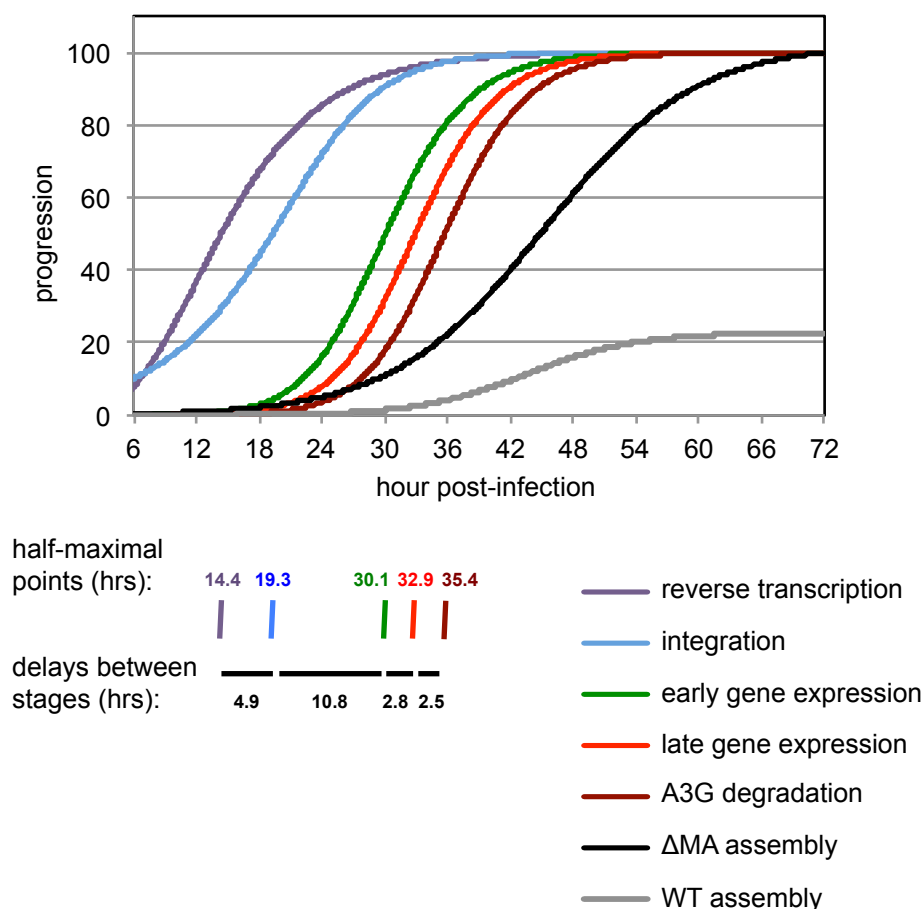 100
80
60
40
20
0
progression
6 12 18 24 30 36 42 48 54 60 66 72
hour post-infection
half-maximal
points (hrs):
14.4 19.3 30.1 32.9 35.4
delays between
stages (hrs):
4.9 10.8 2.8 2.5
reverse transcription
integration
early gene expression
late gene expression
A3G degradation
ΔMA assembly
WT assembly